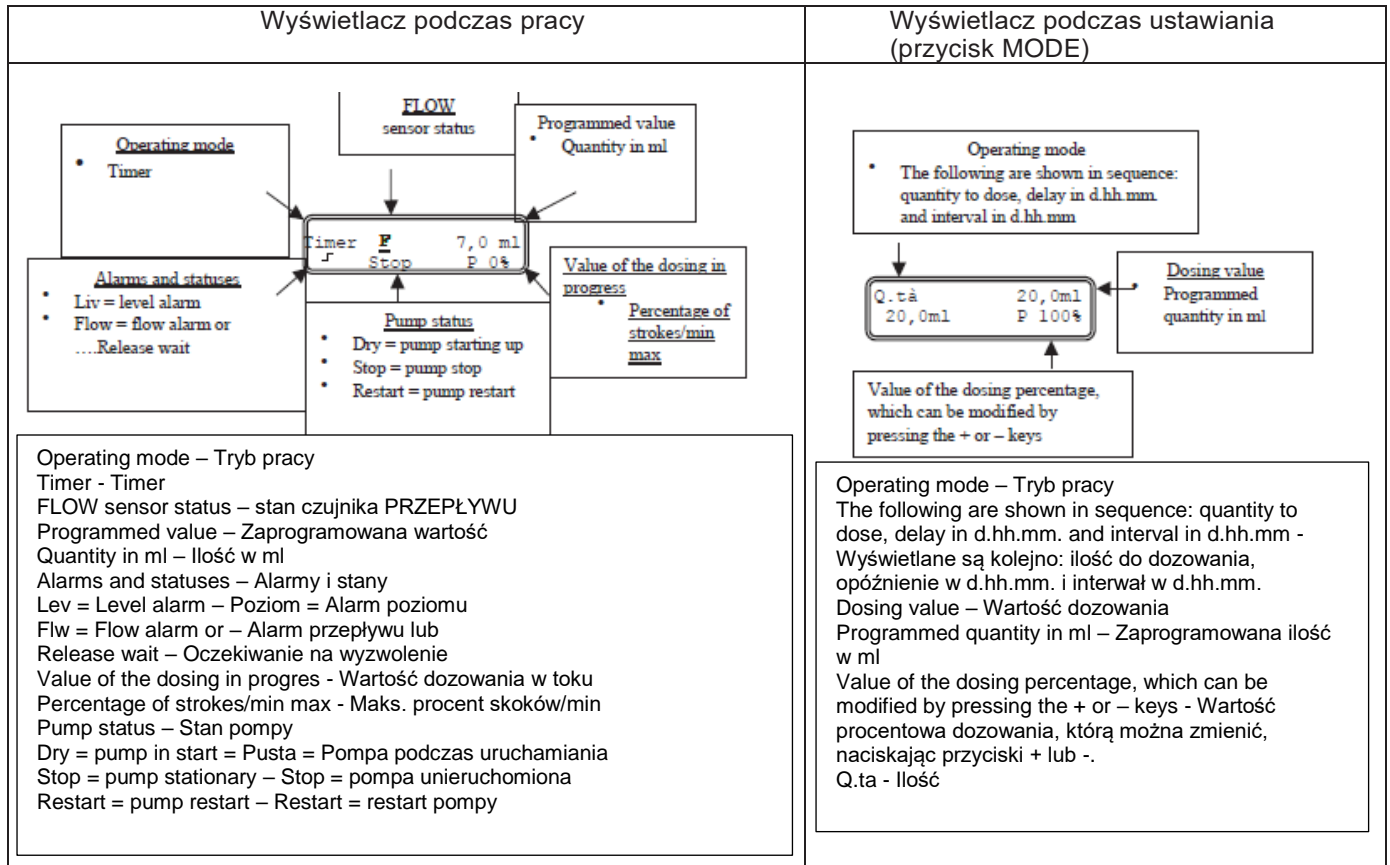 Wyświetlacz podczas pracy
Wyświetlacz podczas ustawiania
(przycisk MODE)
FLOW
sensor status
Programmed value
• Quantity in ml
Operating mode
• Timer
Timer F 7,0 ml
Stop P 0%
Alarms and statuses
• Liv = level alarm
• Flow = flow alarm or
….Release wait
Pump status
• Dry = pump starting up
• Stop = pump stop
• Restart = pump restart
Value of the dosing in
progress
• Percentage of
strokes/min
max
Operating mode
• The following are shown in sequence:
quantity to dose, delay in d.hh.mm.
and interval in d.hh.mm
Q.tà 20,0ml
20,0ml P 100%
Dosing value
• Programmed
quantity in ml
Value of the dosing percentage,
which can be modified by
pressing the + or – keys
Operating mode – Tryb pracy
Timer - Timer
FLOW sensor status – stan czujnika PRZEPŁYWU
Programmed value – Zaprogramowana wartość
Quantity in ml – Ilość w ml
Alarms and statuses – Alarmy i stany
Lev = Level alarm – Poziom = Alarm poziomu
Flw = Flow alarm or – Alarm przepływu lub
Release wait – Oczekiwanie na wyzwolenie
Value of the dosing in progres - Wartość dozowania w toku
Percentage of strokes/min max - Maks. procent skoków/min
Pump status – Stan pompy
Dry = pump in start = Pusta = Pompa podczas uruchamiania
Stop = pump stationary – Stop = pompa unieruchomiona
Restart = pump restart – Restart = restart pompy
Operating mode – Tryb pracy
The following are shown in sequence: quantity to
dose, delay in d.hh.mm. and interval in d.hh.mm -
Wyświetlane są kolejno: ilość do dozowania,
opóźnienie w d.hh.mm. i interwał w d.hh.mm.
Dosing value – Wartość dozowania
Programmed quantity in ml – Zaprogramowana ilość
w ml
Value of the dosing percentage, which can be
modified by pressing the + or – keys - Wartość
procentowa dozowania, którą można zmienić,
naciskając przyciski + lub -.
Q.ta - Ilość